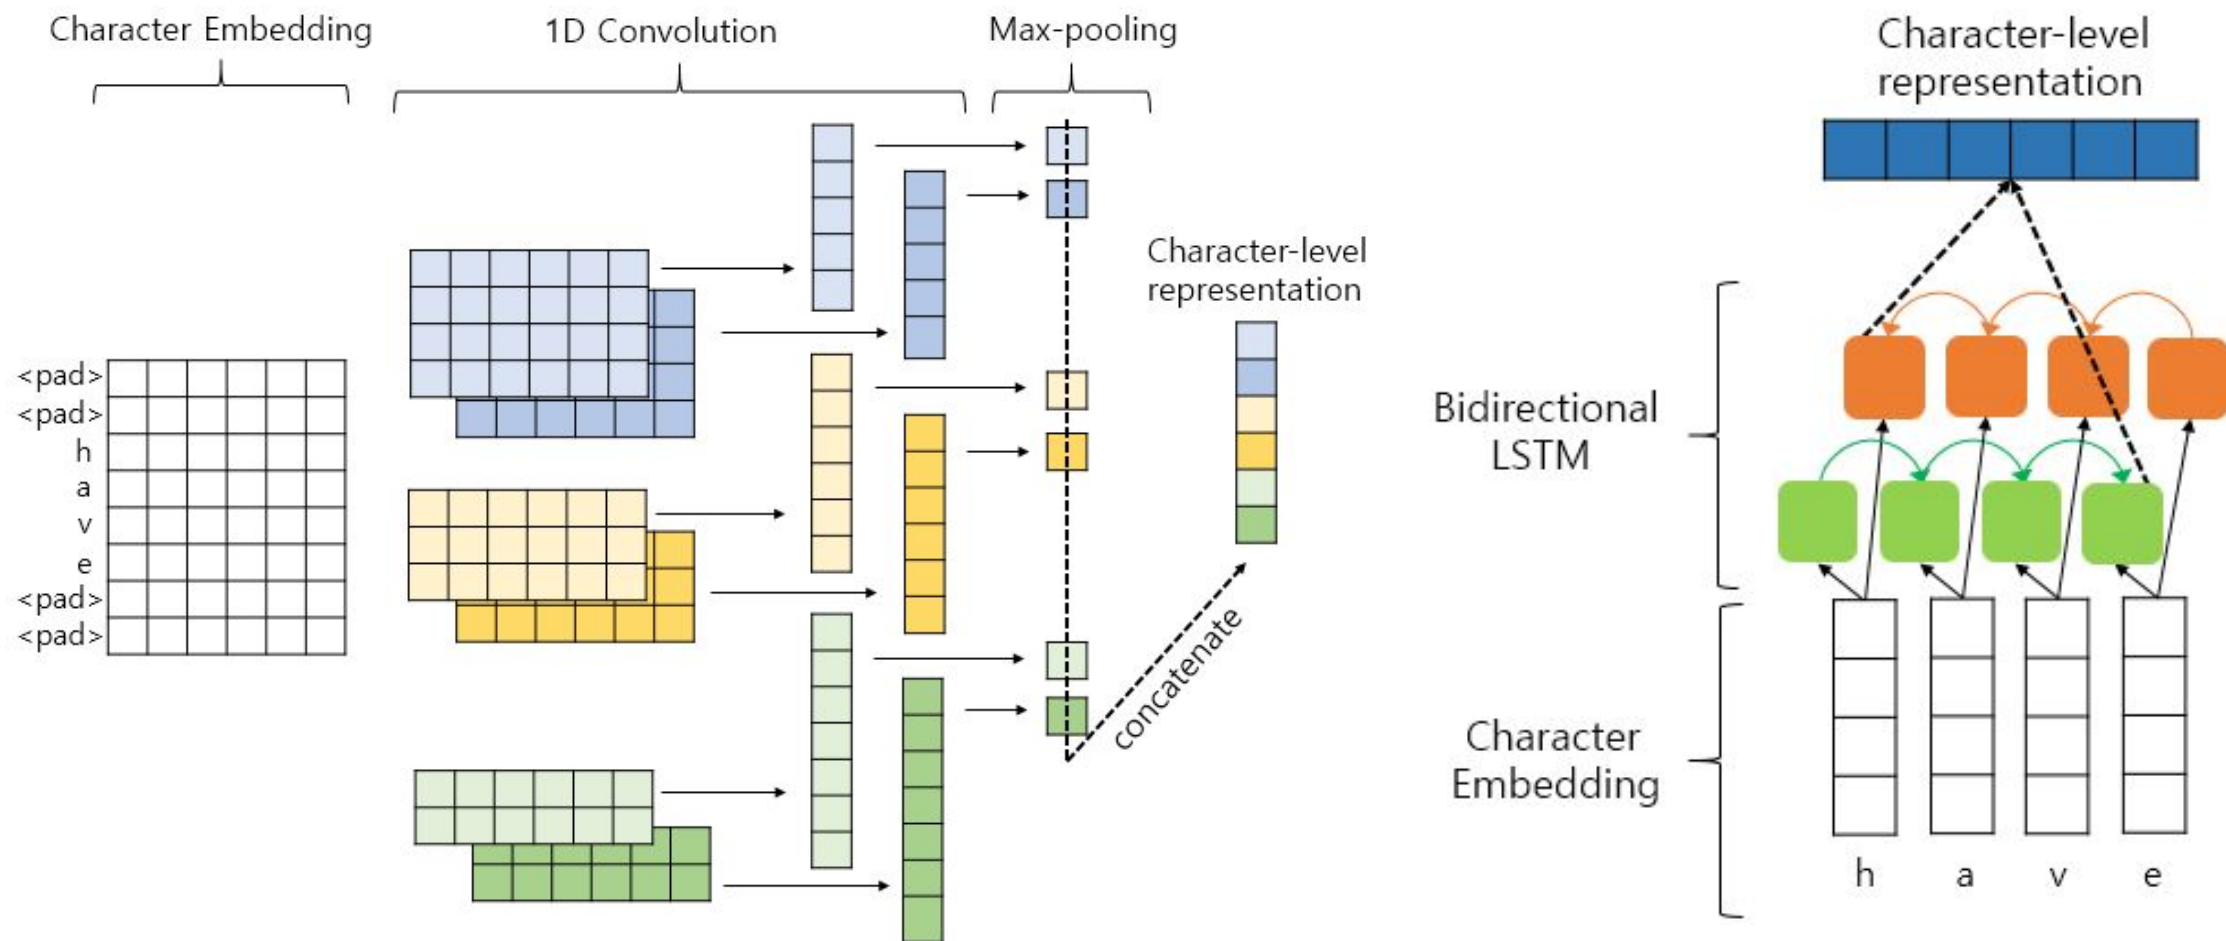 Character Embedding
1D Convolution
Max-pooling
<pad>
<pad>
h
a
v
e
<pad>
<pad>
Character-level
representation
concatenate
Character-level
representation
Bidirectional
LSTM
Character
Embedding
h a v e